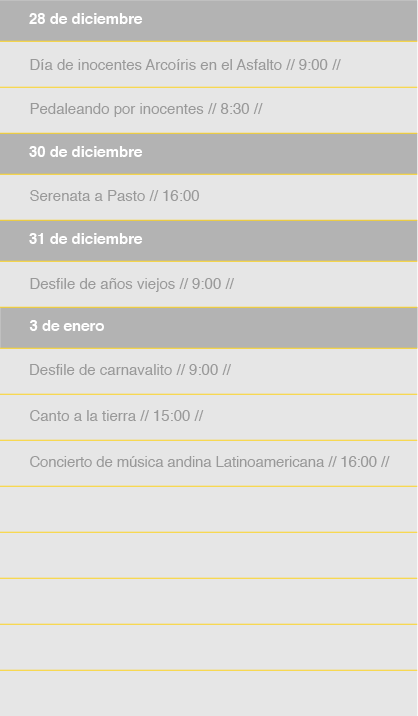 28 de diciembre
Día de inocentes Arcoíris en el Asfalto // 9:00 //
Pedaleando por inocentes // 8:30 //
30 de diciembre
Serenata a Pasto // 16:00
31 de diciembre
Desfile de años viejos // 9:00 //
3 de enero
Desfile de carnavalito // 9:00 //
Canto a la tierra // 15:00 //
Concierto de música andina Latinoamericana // 16:00 //